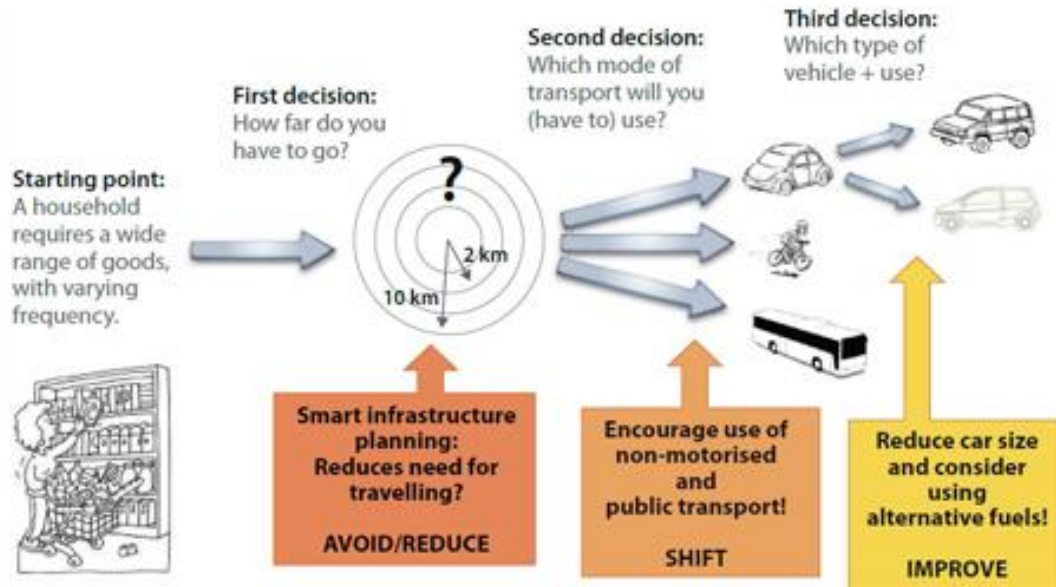 Starting point:
A household
requires a wide
range of goods,
with varying
frequency.
First decision:
How far do you
have to go?
?
2 km
10 km
Second decision:
Which mode of
transport will you
(have to) use?
Third decision:
Which type of
vehicle + use?
Smart infrastructure
planning:
Reduces need for
travelling?
AVOID/REDUCE
Encourage use of
non-motorised
and
public transport!
SHIFT
Reduce car size
and consider
using
alternative fuels!
IMPROVE